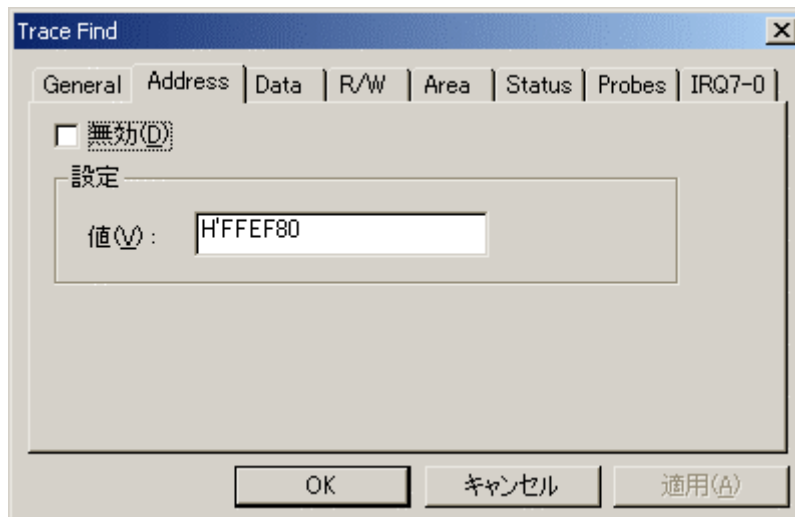 Trace Find
General Address Data R/W Area Status Probes IRQ7-0
無効(D)
設定
値(V):
H'FFEF80
OK キャンセル 適用(A)